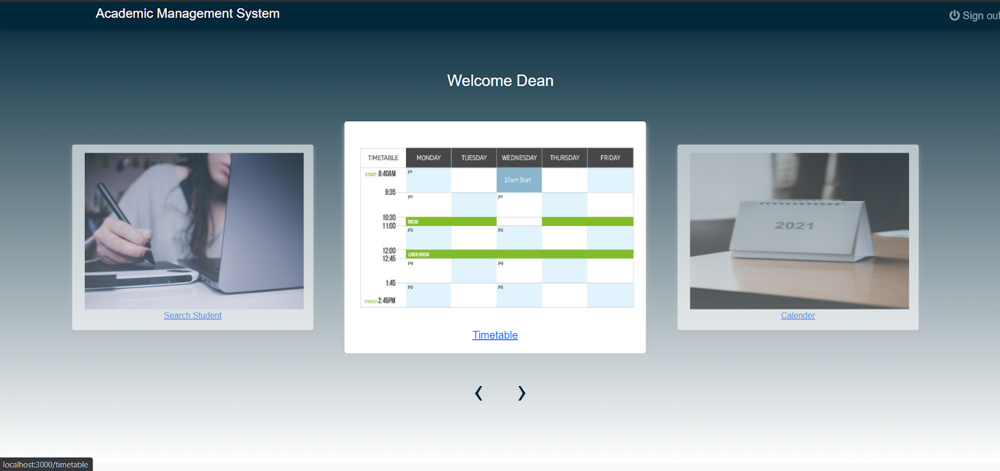 Academic Management System
Sign out
Welcome Dean
TIMETABLE MONDAY TUESDAY WEDNESDAY THURSDAY FRIDAY
START 8:40AM P1
10am Start
9:35 P2 P2
10:30
BREAK
11:00
P3 P3
12:00
LUNCH BREAK
12:45
P4 P4
1:45
P5 P5
FINISH 2:45PM
2021
Search Student
Timetable
Calender
localhost:3000/timetable